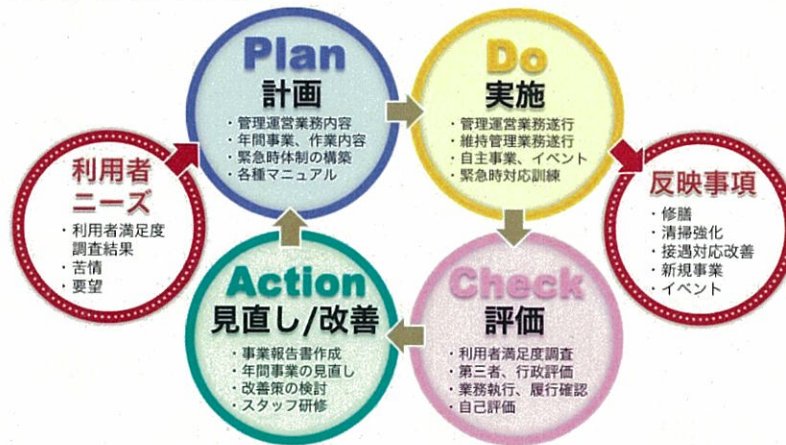 Plan
計画
・管理運営業務内容
・年間事業、作業内容
・緊急時体制の構築
・各種マニュアル
Do
実施
・管理運営業務遂行
・維持管理業務遂行
・自主事業、イベント
・緊急時対応訓練
利用者
ニーズ
・利用者満足度
調査結果
・苦情
・要望
反映事項
・修膳
・清掃強化
・接遇対応改善
・新規事業
・イベント
Action
見直し/改善
・事業報告書作成
・年間事業の見直し
・改善策の検討
・スタッフ研修
Check
評価
・利用者満足度調査
・第三者、行政評価
・業務執行、履行確認
・自己評価